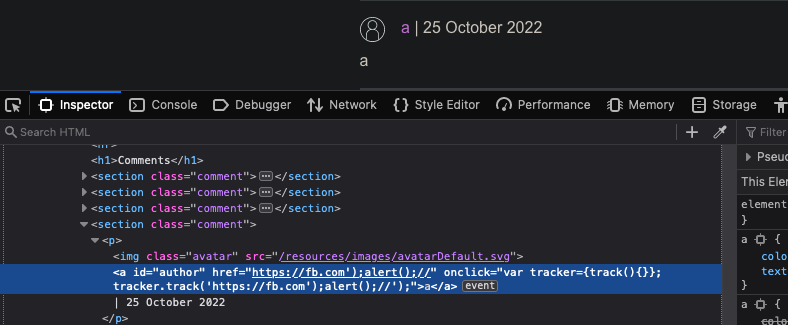 a | 25 October 2022
a
Inspector Console Debugger Network {} Style Editor Performance Memory Storage
Search HTML
Filter
<h1>Comments</h1>
<section class="comment"> </section>
<section class="comment"> </section>
<section class="comment"> </section>
<section class="comment">
<p>
<img class="avatar" src="/resources/images/avatarDefault.svg">
<a id="author" href="https://fb.com');alert();//" onclick="var tracker={track(){}};
tracker.track('https://fb.com');alert();//');">a</a> event
| 25 October 2022
</p>
Pseud
This Elem
element
}
a {
colo
text
}
a {